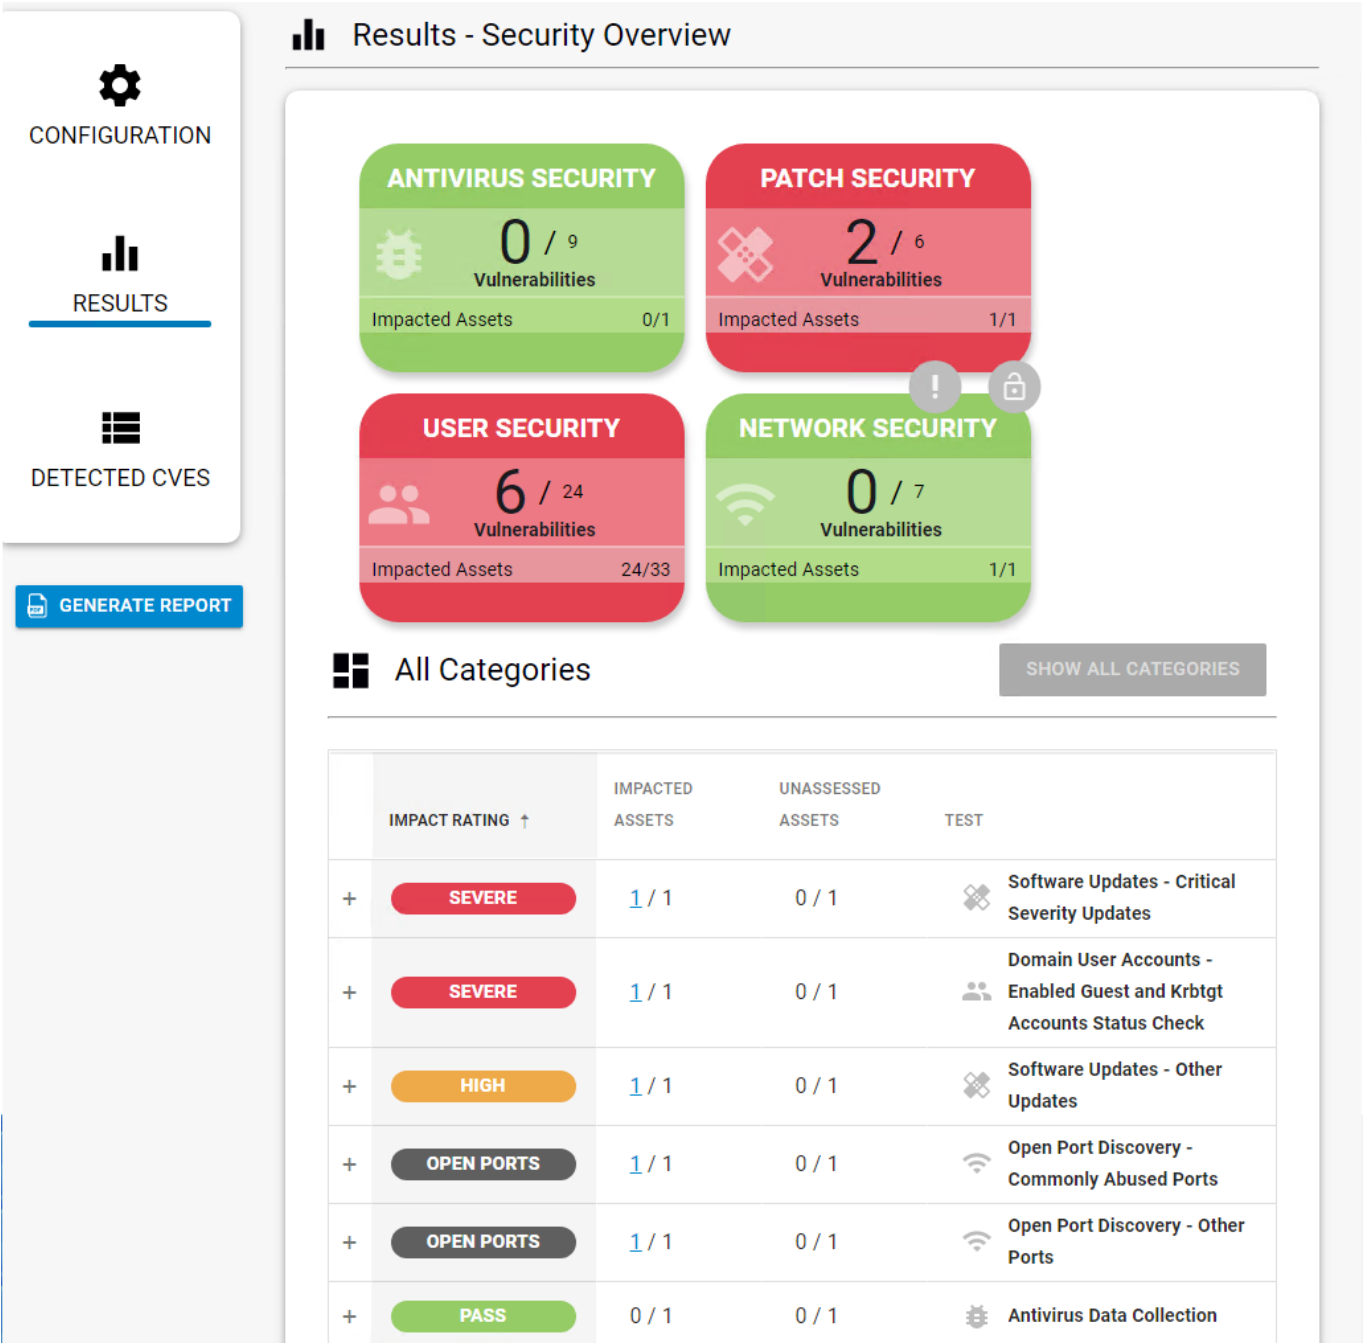 Results - Security Overview
CONFIGURATION
RESULTS
DETECTED CVES
PDF
GENERATE REPORT
ANTIVIRUS SECURITY
0 / 9
Vulnerabilities
Impacted Assets 0/1
PATCH SECURITY
2 / 6
Vulnerabilities
Impacted Assets 1/1
!
USER SECURITY
6 / 24
Vulnerabilities
Impacted Assets 24/33
NETWORK SECURITY
0 / 7
Vulnerabilities
Impacted Assets 1/1
All Categories
SHOW ALL CATEGORIES
IMPACT RATING ↑
IMPACTED
ASSETS
UNASSESSED
ASSETS
TEST
+ SEVERE 1 / 1 0 / 1 Software Updates - Critical
Severity Updates
+ SEVERE 1 / 1 0 / 1 Domain User Accounts -
Enabled Guest and Krbtgt
Accounts Status Check
+ HIGH 1 / 1 0 / 1 Software Updates - Other
Updates
+ OPEN PORTS 1 / 1 0 / 1 Open Port Discovery -
Commonly Abused Ports
+ OPEN PORTS 1 / 1 0 / 1 Open Port Discovery - Other
Ports
+ PASS 0 / 1 0 / 1 Antivirus Data Collection